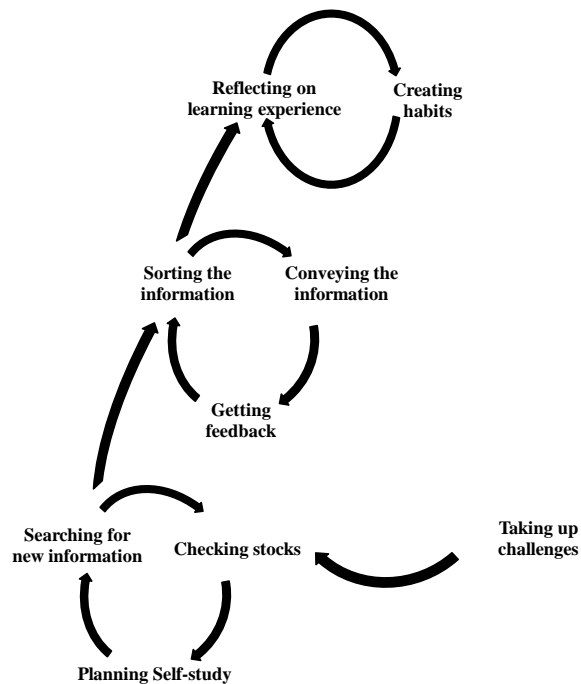 Reflecting on
learning experience
Creating
habits
Sorting the
information
Conveying the
information
Getting
feedback
Searching for
new information
Checking stocks
Taking up
challenges
Planning Self-study